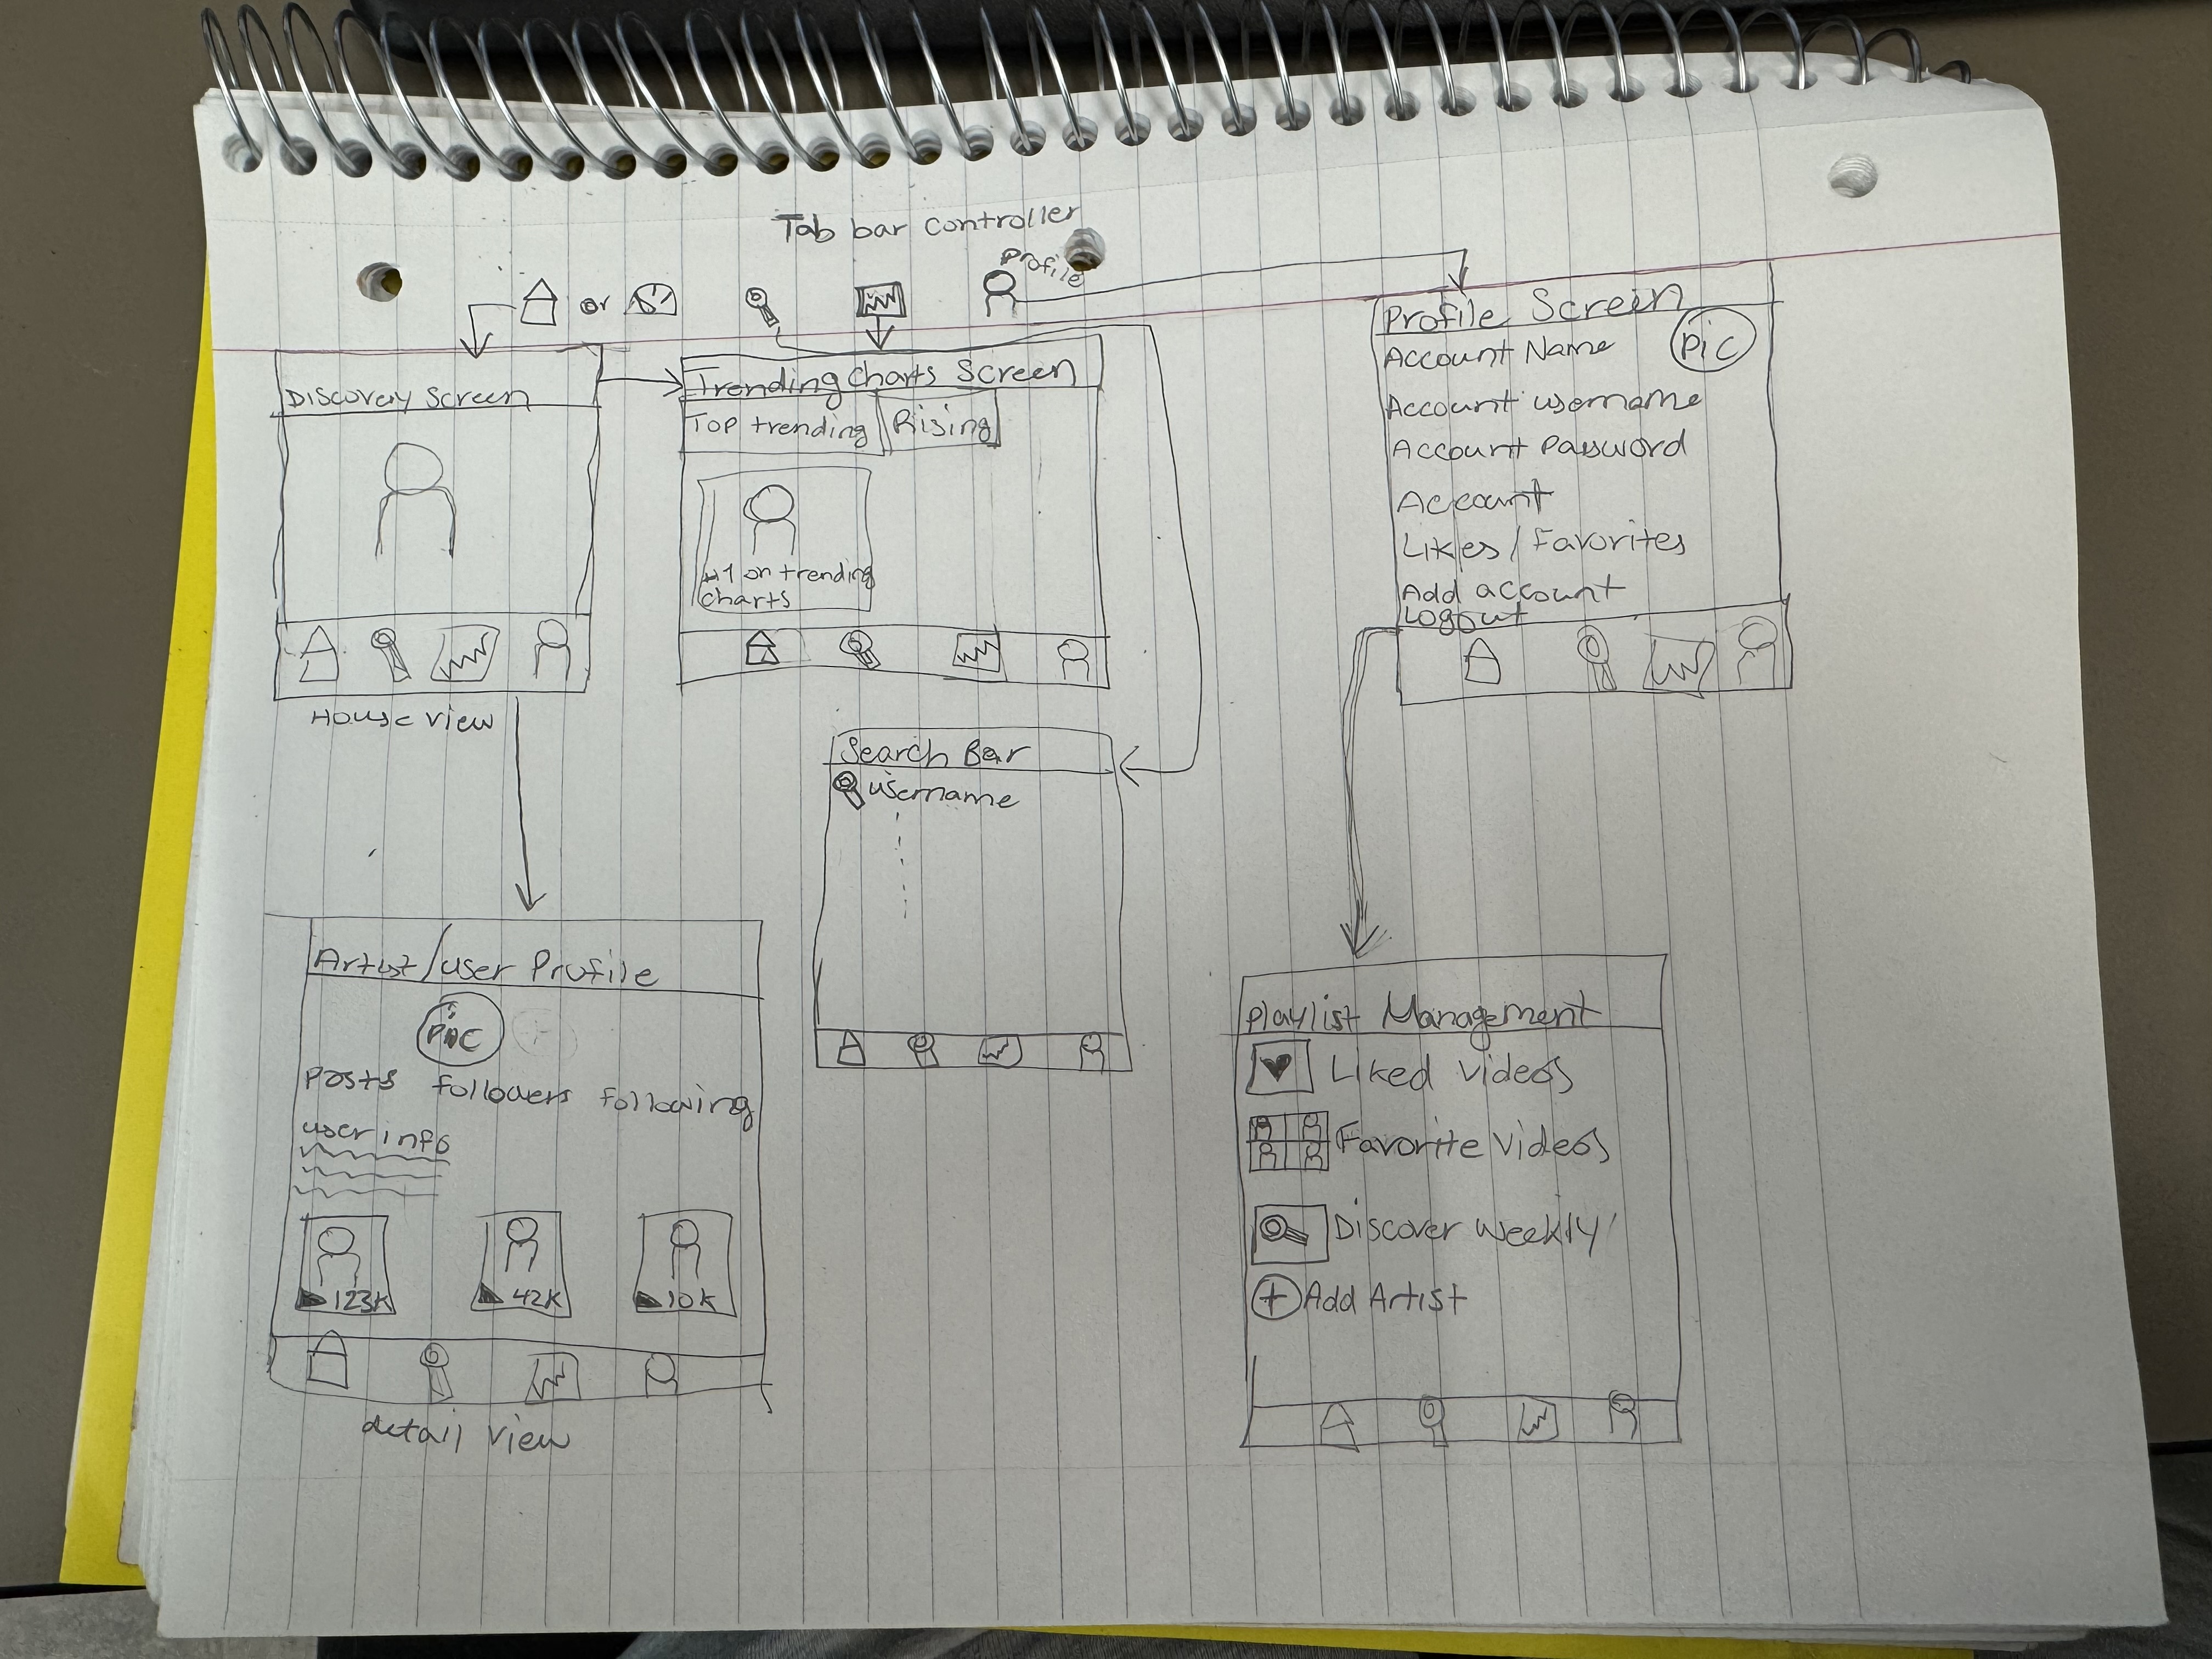 Tab bar controller
Profile
or
Discovery Screen
House view
Trending Charts Screen
Top trending
Rising
#1 on trending
charts
Profile Screen
Pic
Account Name
Account username
Account Password
Account
Likes / Favorites
Add account
Logout
Search Bar
username
Artist/user Profile
Pic
Posts followers following
user info
123K
42K
10K
detail view
Playlist Management
Liked videos
Favorite videos
Discover Weekly
+ Add Artist